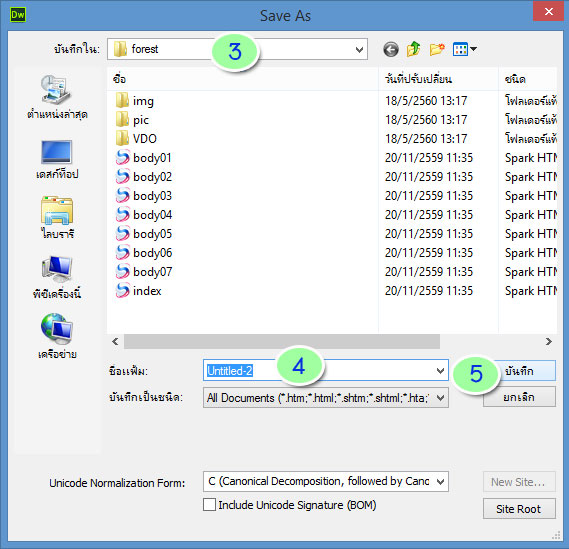 Dw Save As
บันทึกใน: forest 3
ชื่อ วันที่ปรับเปลี่ยน ชนิด
img 18/5/2560 13:17 โฟลเดอร์แฟ้
pic 18/5/2560 13:17 โฟลเดอร์แฟ้
VDO 18/5/2560 13:17 โฟลเดอร์แฟ้
body01 20/11/2559 11:35 Spark HTM
body02 20/11/2559 11:35 Spark HTM
body03 20/11/2559 11:35 Spark HTM
body04 20/11/2559 11:35 Spark HTM
body05 20/11/2559 11:35 Spark HTM
body06 20/11/2559 11:35 Spark HTM
body07 20/11/2559 11:35 Spark HTM
index 20/11/2559 11:35 Spark HTM
ตำแหน่งล่าสุด
เดสก์ท็อป
ไลบรารี
พีซีเครื่องนี้
เครือข่าย
ชื่อแฟ้ม: Untitled-2 4 5 บันทึก
บันทึกเป็นชนิด: All Documents (*.htm;*.html;*.shtm;*.shtml;*.hta; ยกเลิก
Unicode Normalization Form: C (Canonical Decomposition, followed by Cano New Site...
Include Unicode Signature (BOM) Site Root